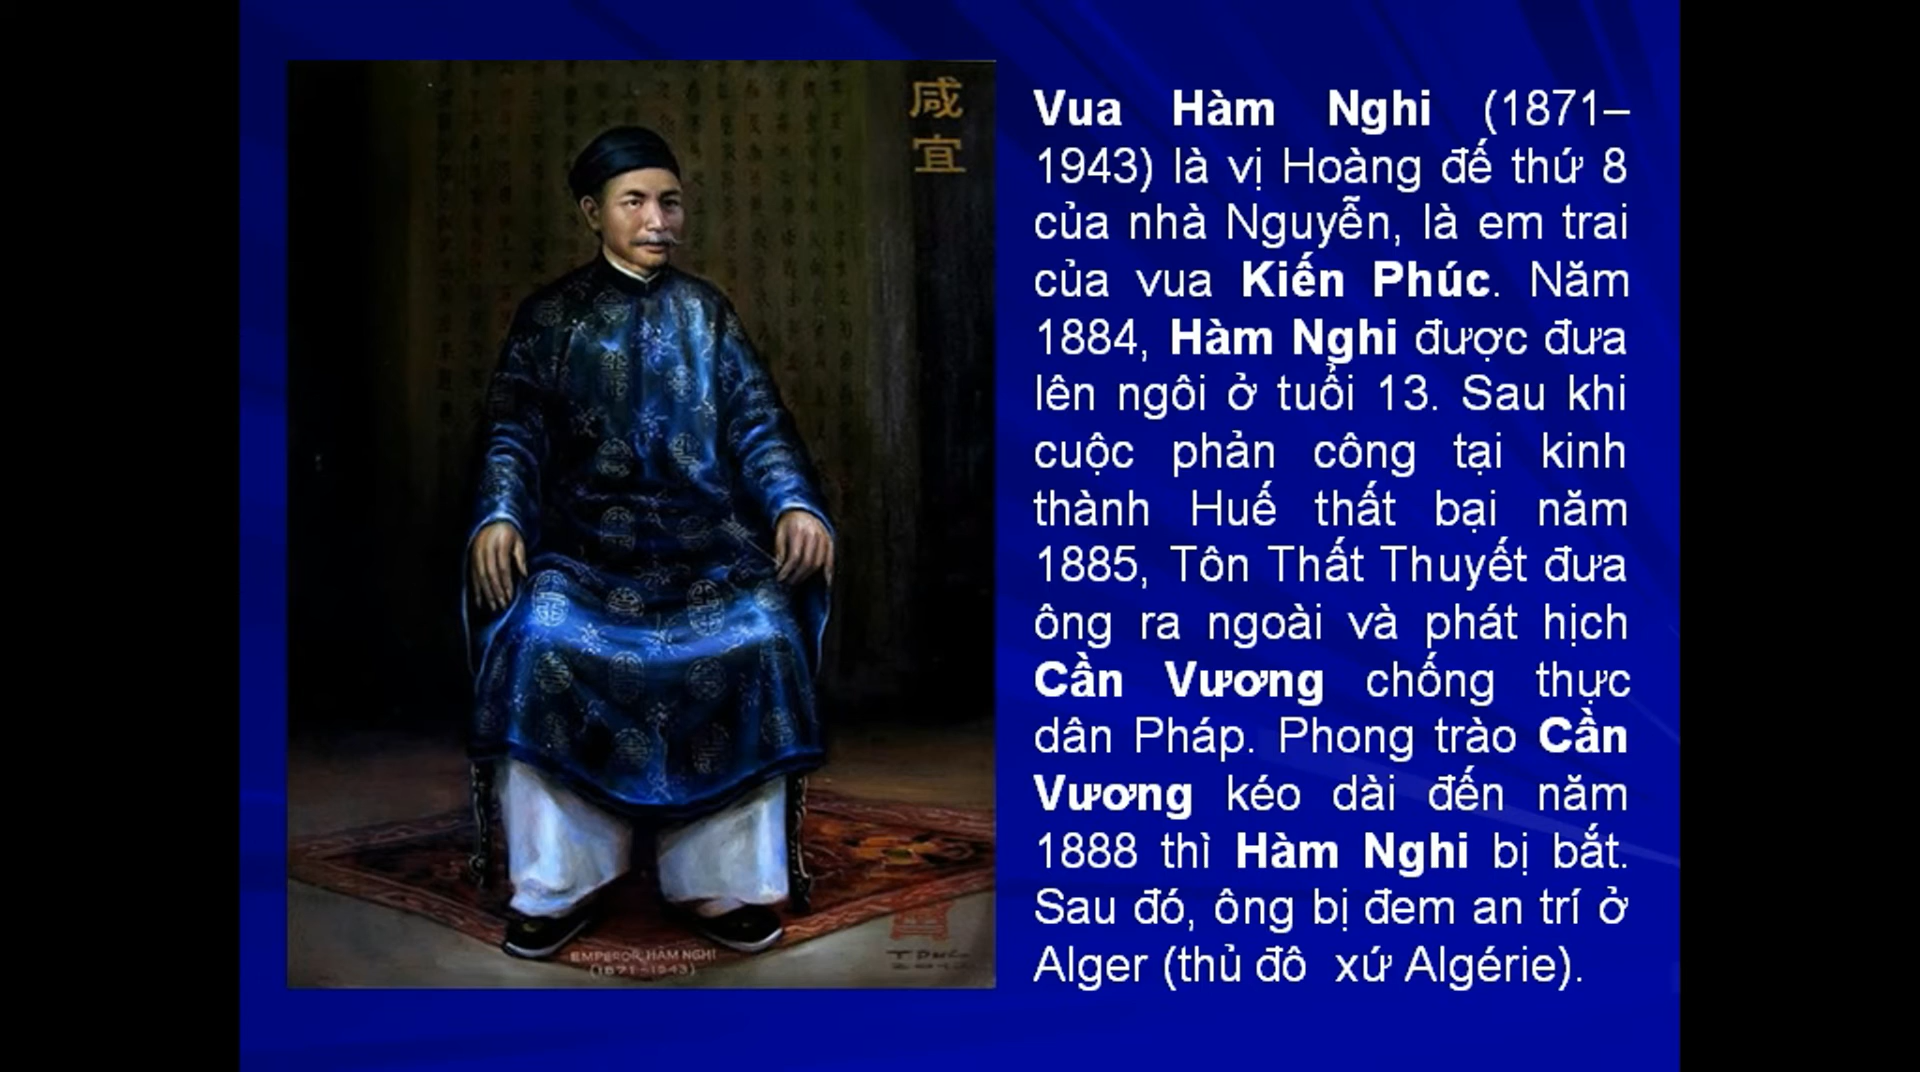 咸
宜
EMPEROR HÀM NGHI
(1871-1943)
Vua Hàm Nghi (1871–
1943) là vị Hoàng đế thứ 8
của nhà Nguyễn, là em trai
của vua Kiến Phúc. Năm
1884, Hàm Nghi được đưa
lên ngôi ở tuổi 13. Sau khi
cuộc phản công tại kinh
thành Huế thất bại năm
1885, Tôn Thất Thuyết đưa
ông ra ngoài và phát hịch
Cần Vương chống thực
dân Pháp. Phong trào Cần
Vương kéo dài đến năm
1888 thì Hàm Nghi bị bắt.
Sau đó, ông bị đem an trí ở
Alger (thủ đô xứ Algérie).